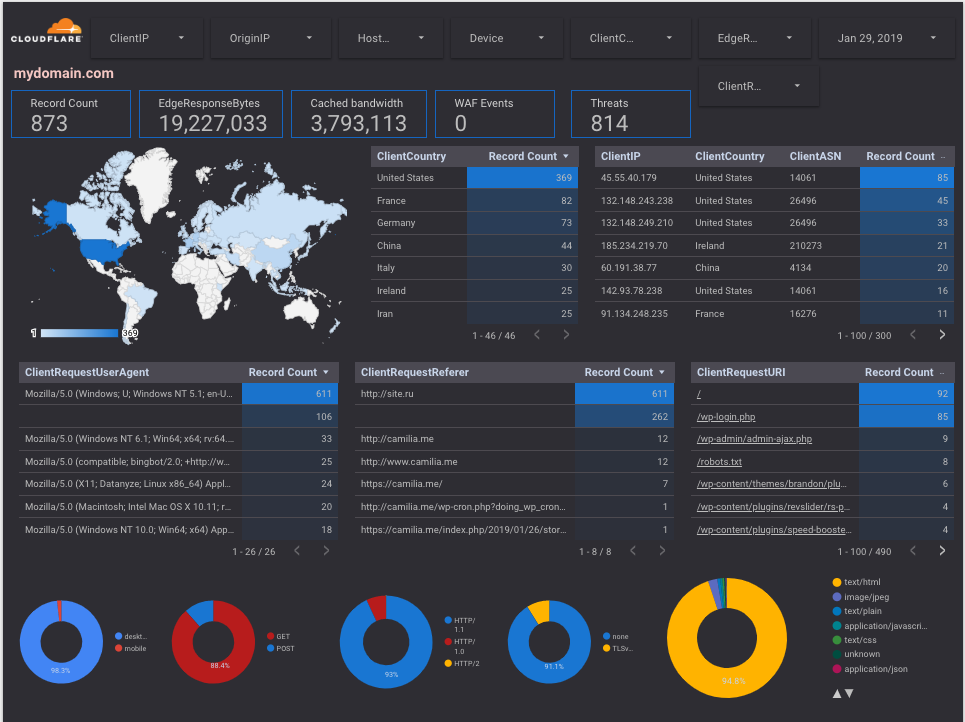 CLOUDFLARE
ClientIP
OriginIP
Host...
Device
ClientC...
EdgeR...
Jan 29, 2019
mydomain.com
ClientR...
Record Count
873
EdgeResponseBytes
19,227,033
Cached bandwidth
3,793,113
WAF Events
0
Threats
814
1
369
ClientCountry Record Count
United States 369
France 82
Germany 73
China 44
Italy 30
Ireland 25
Iran 25
1 - 46 / 46
ClientIP ClientCountry ClientASN Record Count ...
45.55.40.179 United States 14061 85
132.148.243.238 United States 26496 45
132.148.249.210 United States 26496 33
185.234.219.70 Ireland 210273 21
60.191.38.77 China 4134 20
142.93.78.238 United States 14061 16
91.134.248.235 France 16276 11
1 - 100 / 300
ClientRequestUserAgent Record Count
Mozilla/5.0 (Windows; U; Windows NT 5.1; en-U... 611
106
Mozilla/5.0 (Windows NT 6.1; Win64; x64; rv:64.... 33
Mozilla/5.0 (compatible; bingbot/2.0; +http://w... 25
Mozilla/5.0 (X11; Datanyze; Linux x86_64) Appl... 24
Mozilla/5.0 (Macintosh; Intel Mac OS X 10.11; r... 20
Mozilla/5.0 (Windows NT 10.0; Win64; x64) App... 18
1 - 26 / 26
ClientRequestReferer Record Count
http://site.ru 611
262
http://camilia.me 12
http://www.camilia.me 12
https://camilia.me/ 7
http://camilia.me/wp-cron.php?doing_wp_cron... 1
https://camilia.me/index.php/2019/01/26/stor... 1
1 - 8 / 8
ClientRequestURI Record Count ...
/ 92
/wp-login.php 85
/wp-admin/admin-ajax.php 9
/robots.txt 8
/wp-content/themes/brandon/plu... 6
/wp-content/plugins/revslider/rs-p... 4
/wp-content/plugins/speed-booste... 4
1 - 100 / 490
98.3%
deskt...
mobile
88.4%
GET
POST
93%
HTTP/
1.1
HTTP/
1.0
HTTP/2
91.1%
none
TLSv...
94.8%
text/html
image/jpeg
text/plain
application/javascri...
text/css
unknown
application/json